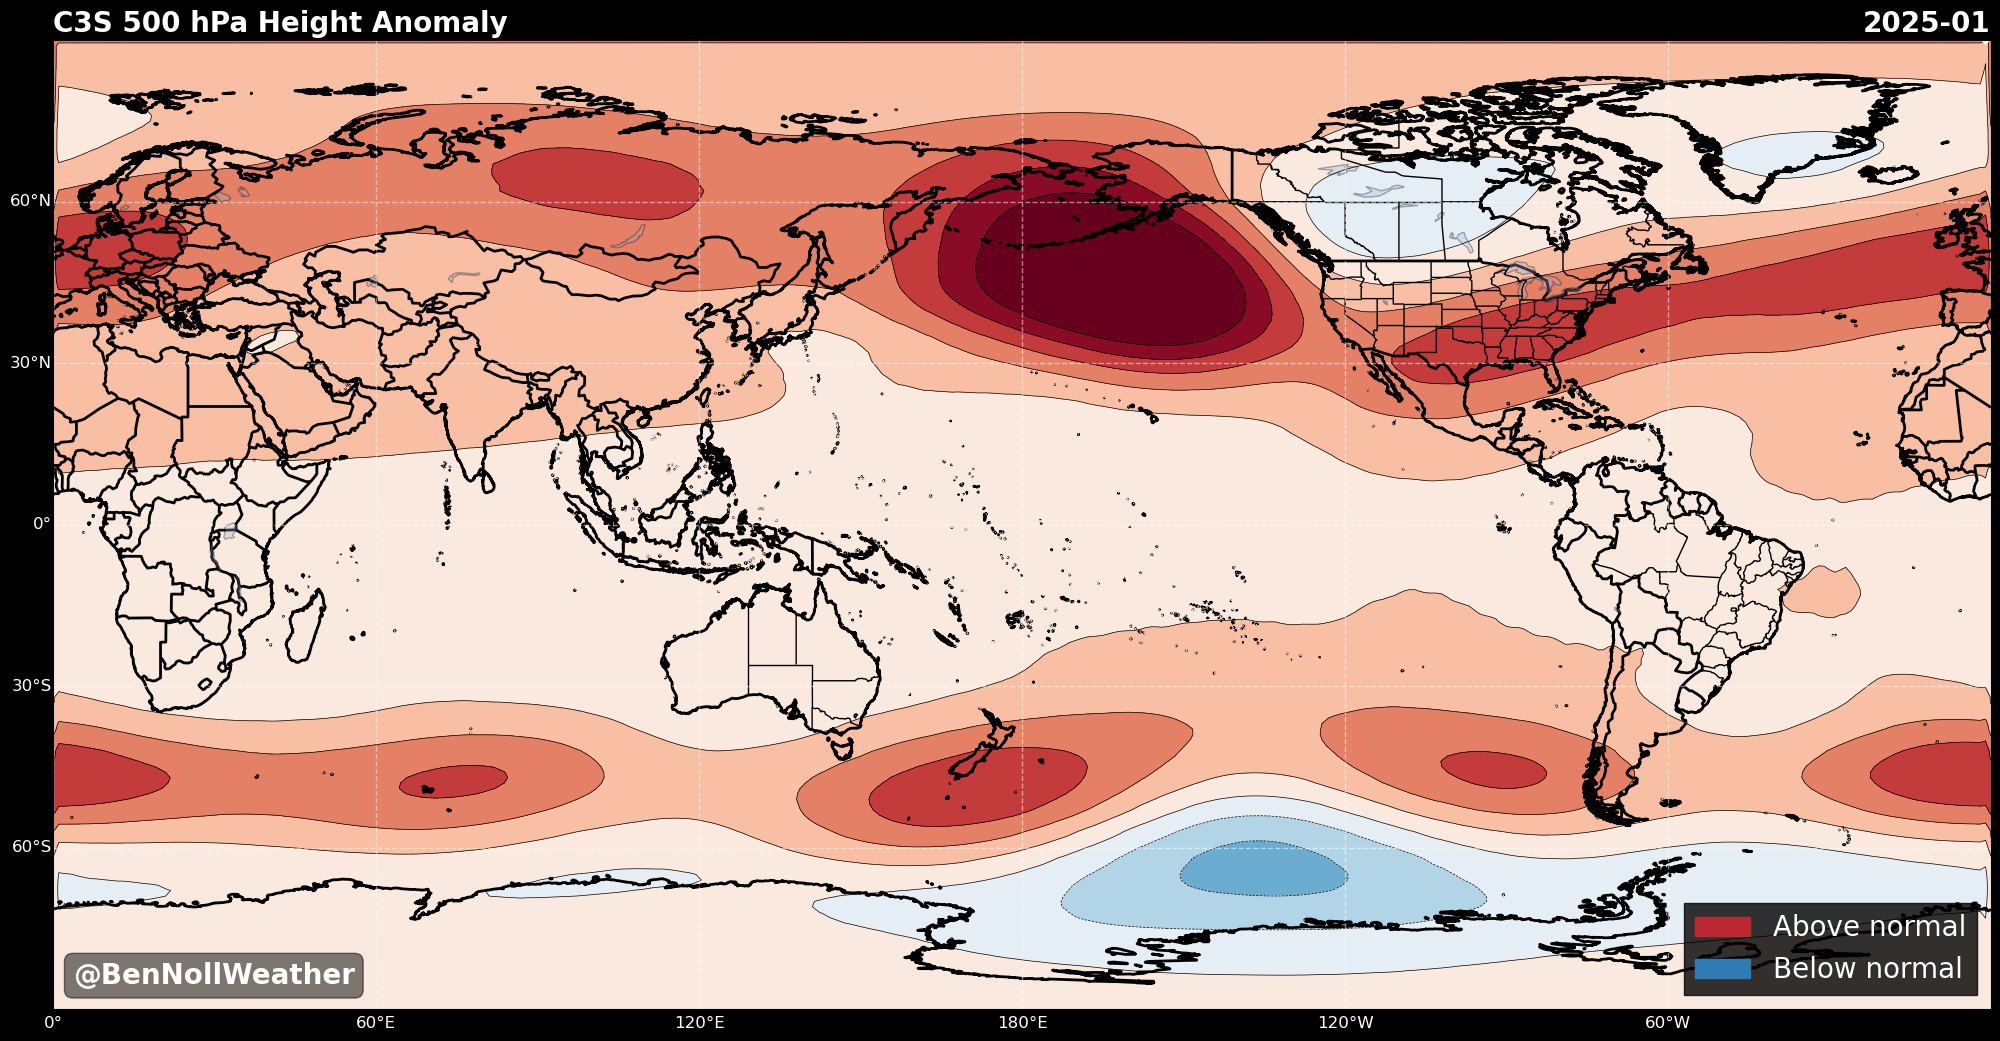 C3S 500 hPa Height Anomaly
2025-01
60°N
30°N
0°
30°S
60°S
Above normal
Below normal
@BenNollWeather
0°
60°E
120°E
180°E
120°W
60°W